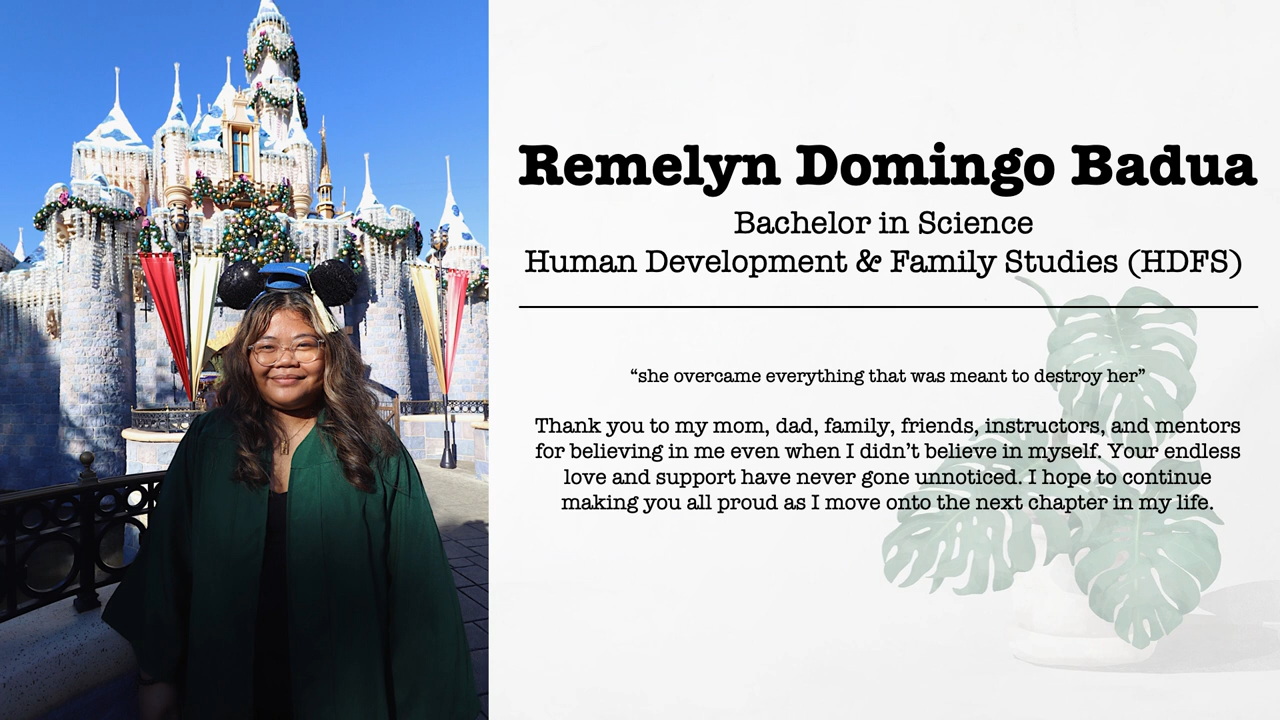 Remelyn Domingo Badua
Bachelor in Science
Human Development & Family Studies (HDFS)
“she overcame everything that was meant to destroy her”
Thank you to my mom, dad, family, friends, instructors, and mentors
for believing in me even when I didn’t believe in myself. Your endless
love and support have never gone unnoticed. I hope to continue
making you all proud as I move onto the next chapter in my life.